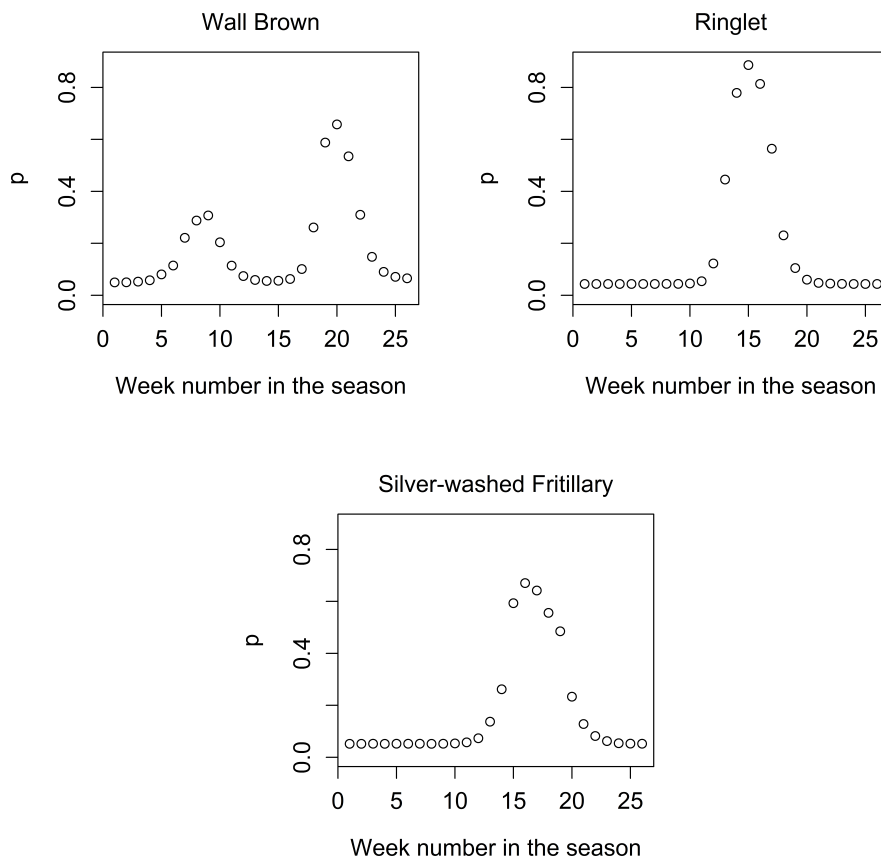 Wall Brown
p
0.0 0.4 0.8
0 5 10 15 20 25
Week number in the season
Ringlet
p
0.0 0.4 0.8
0 5 10 15 20 25
Week number in the season
Silver-washed Fritillary
p
0.0 0.4 0.8
0 5 10 15 20 25
Week number in the season